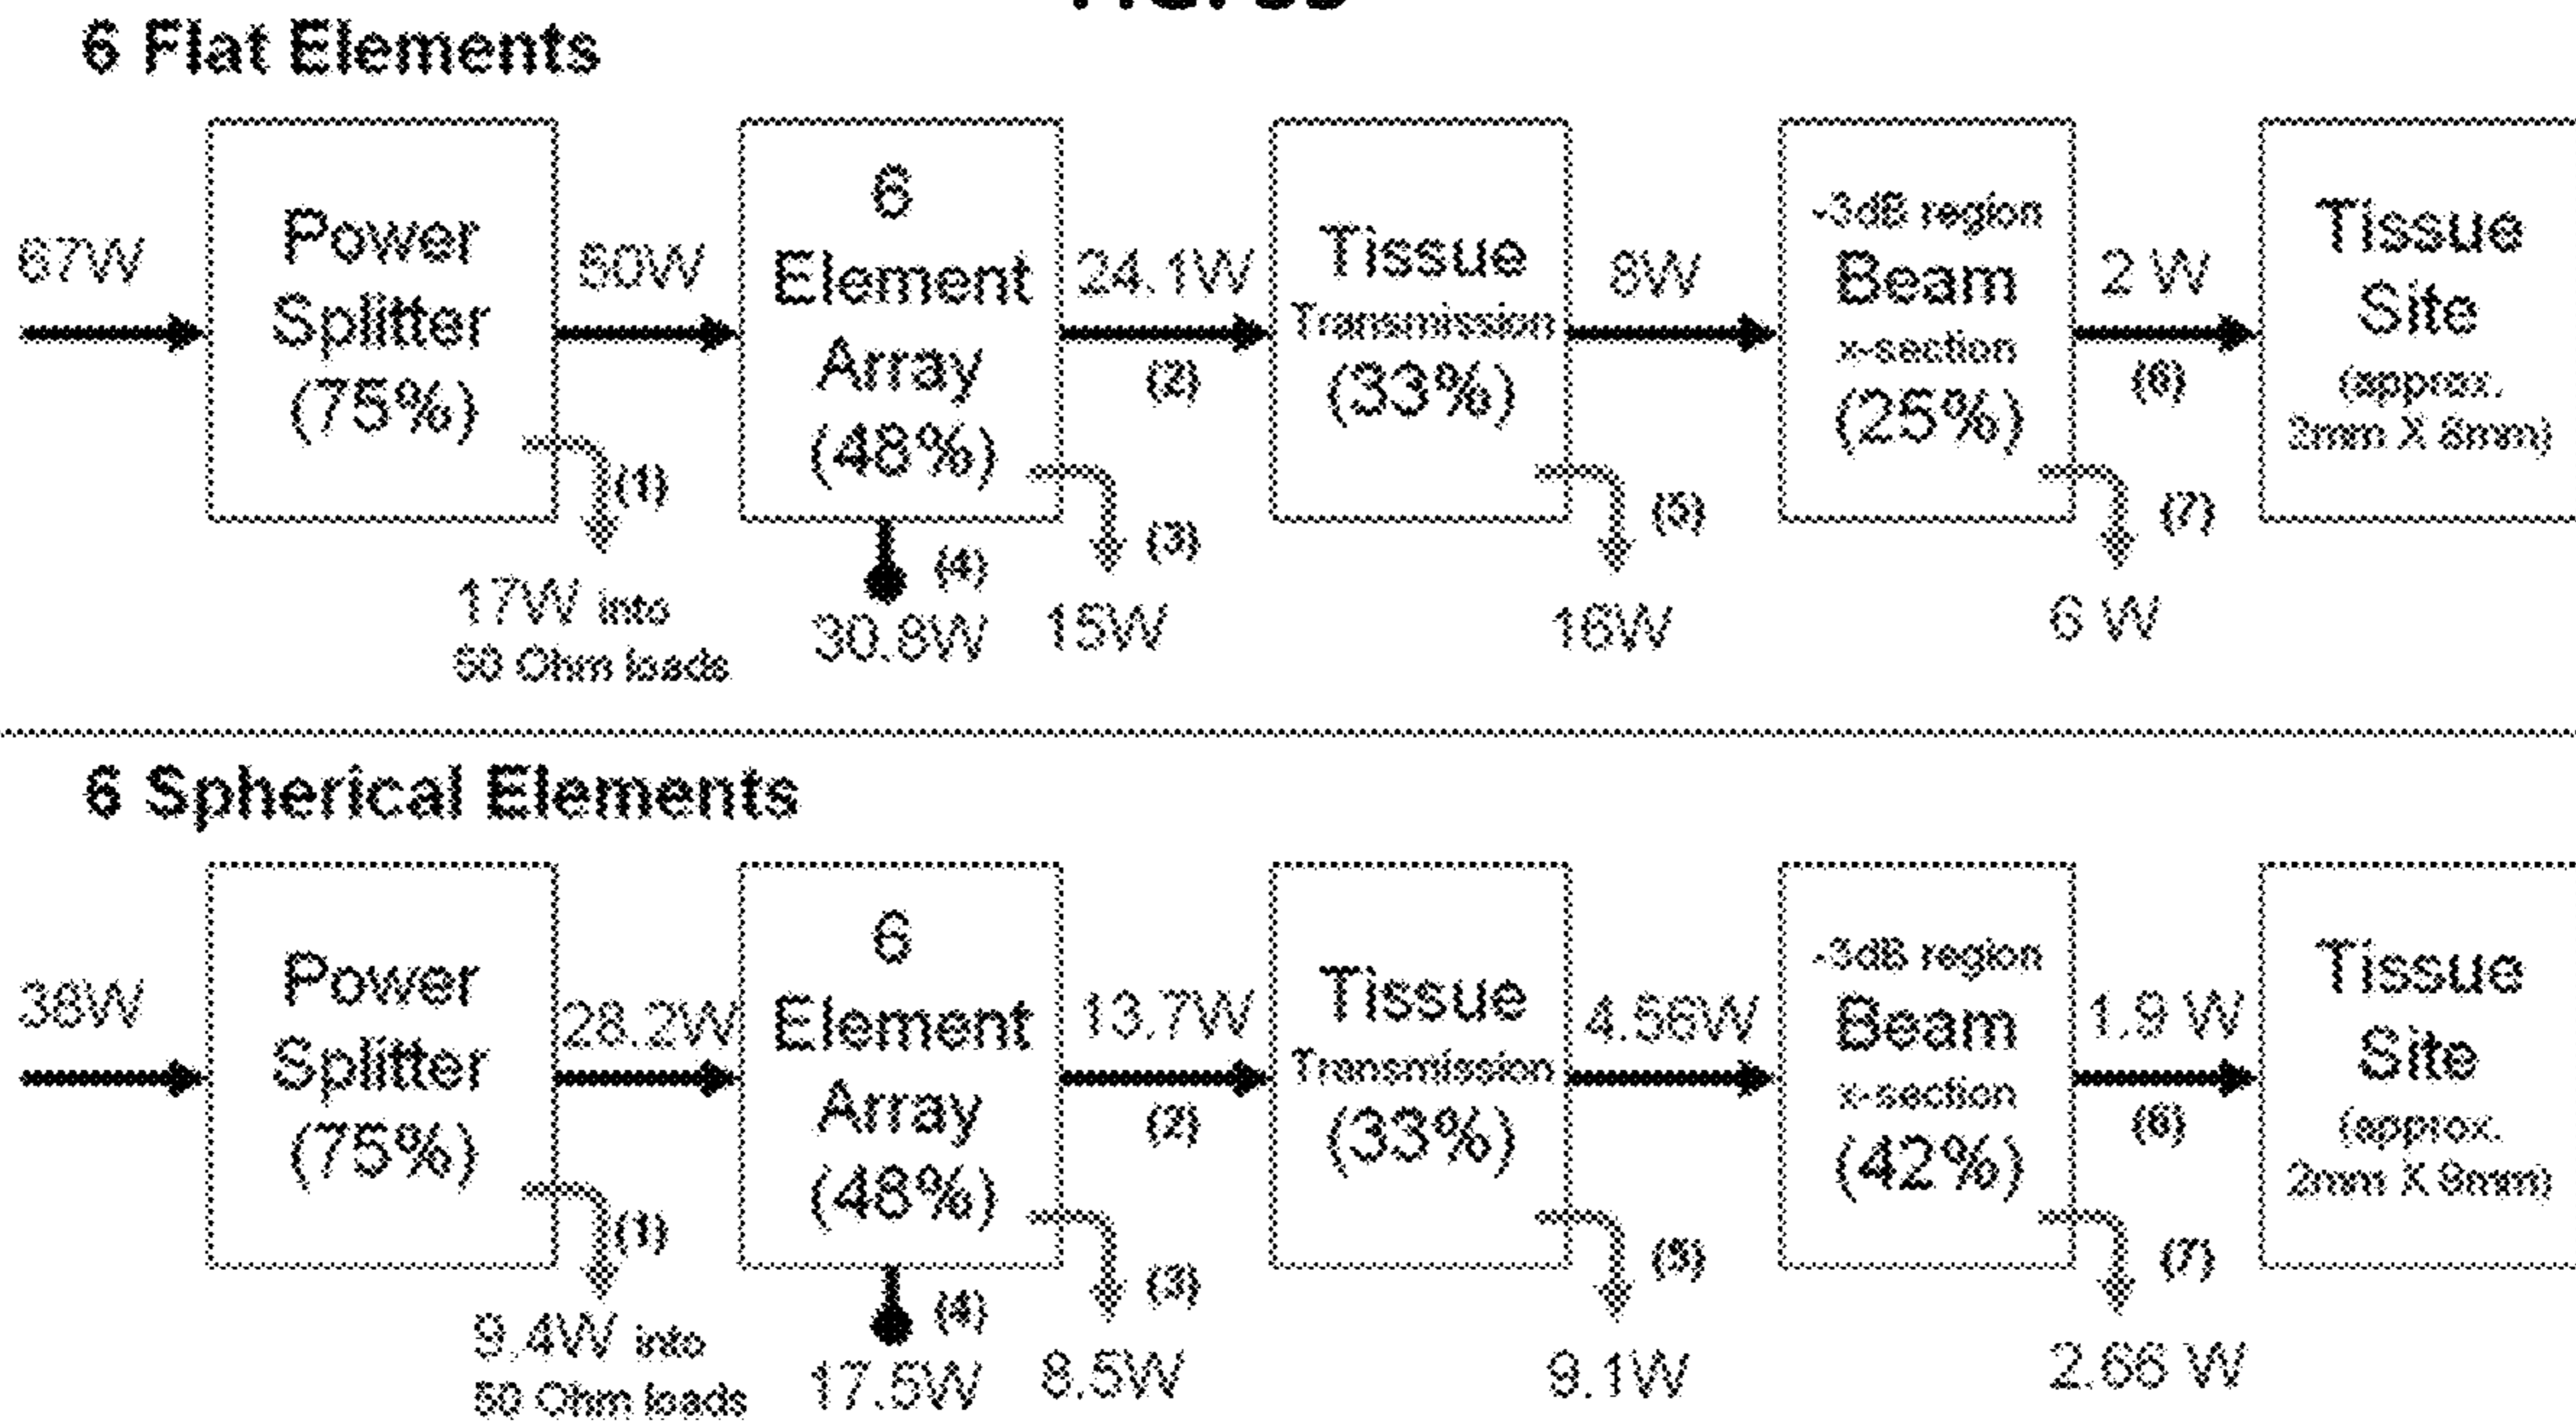 6 Flat Elements
67W
Power
Splitter
(75%)
(1)
17W into
50 Ohm loads
50W
6
Element
Array
(48%)
(4)
30.8W
(3)
15W
24.1W
(2)
Tissue
Transmission
(33%)
(5)
16W
8W
-3dB region
Beam
x-section
(25%)
(7)
6 W
2 W
(6)
Tissue
Site
(approx.
X
6 Spherical Elements
38W
Power
Splitter
(75%)
(1)
9.4W into
50 Ohm loads
28.2W
6
Element
Array
(48%)
(4)
17.5W
(3)
8.5W
13.7W
(2)
Tissue
Transmission
(33%)
(5)
9.1W
4.56W
-3dB region
Beam
x-section
(42%)
(7)
2.66 W
1.9 W
(6)
Tissue
Site
(approx.
2mm X 9mm)